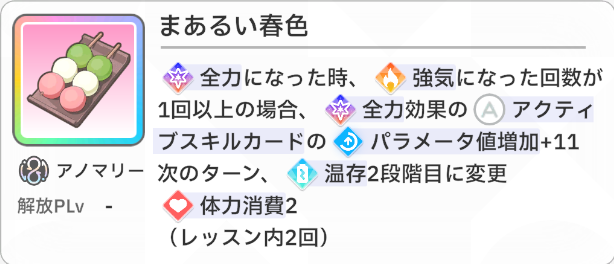 まあるい春色
全力になった時、強気になった回数が
1回以上の場合、全力効果のAアクティ
ブスキルカードのパラメータ値増加+11
次のターン、温存2段階目に変更
体力消費2
（レッスン内2回）
アノマリー
解放PLv -